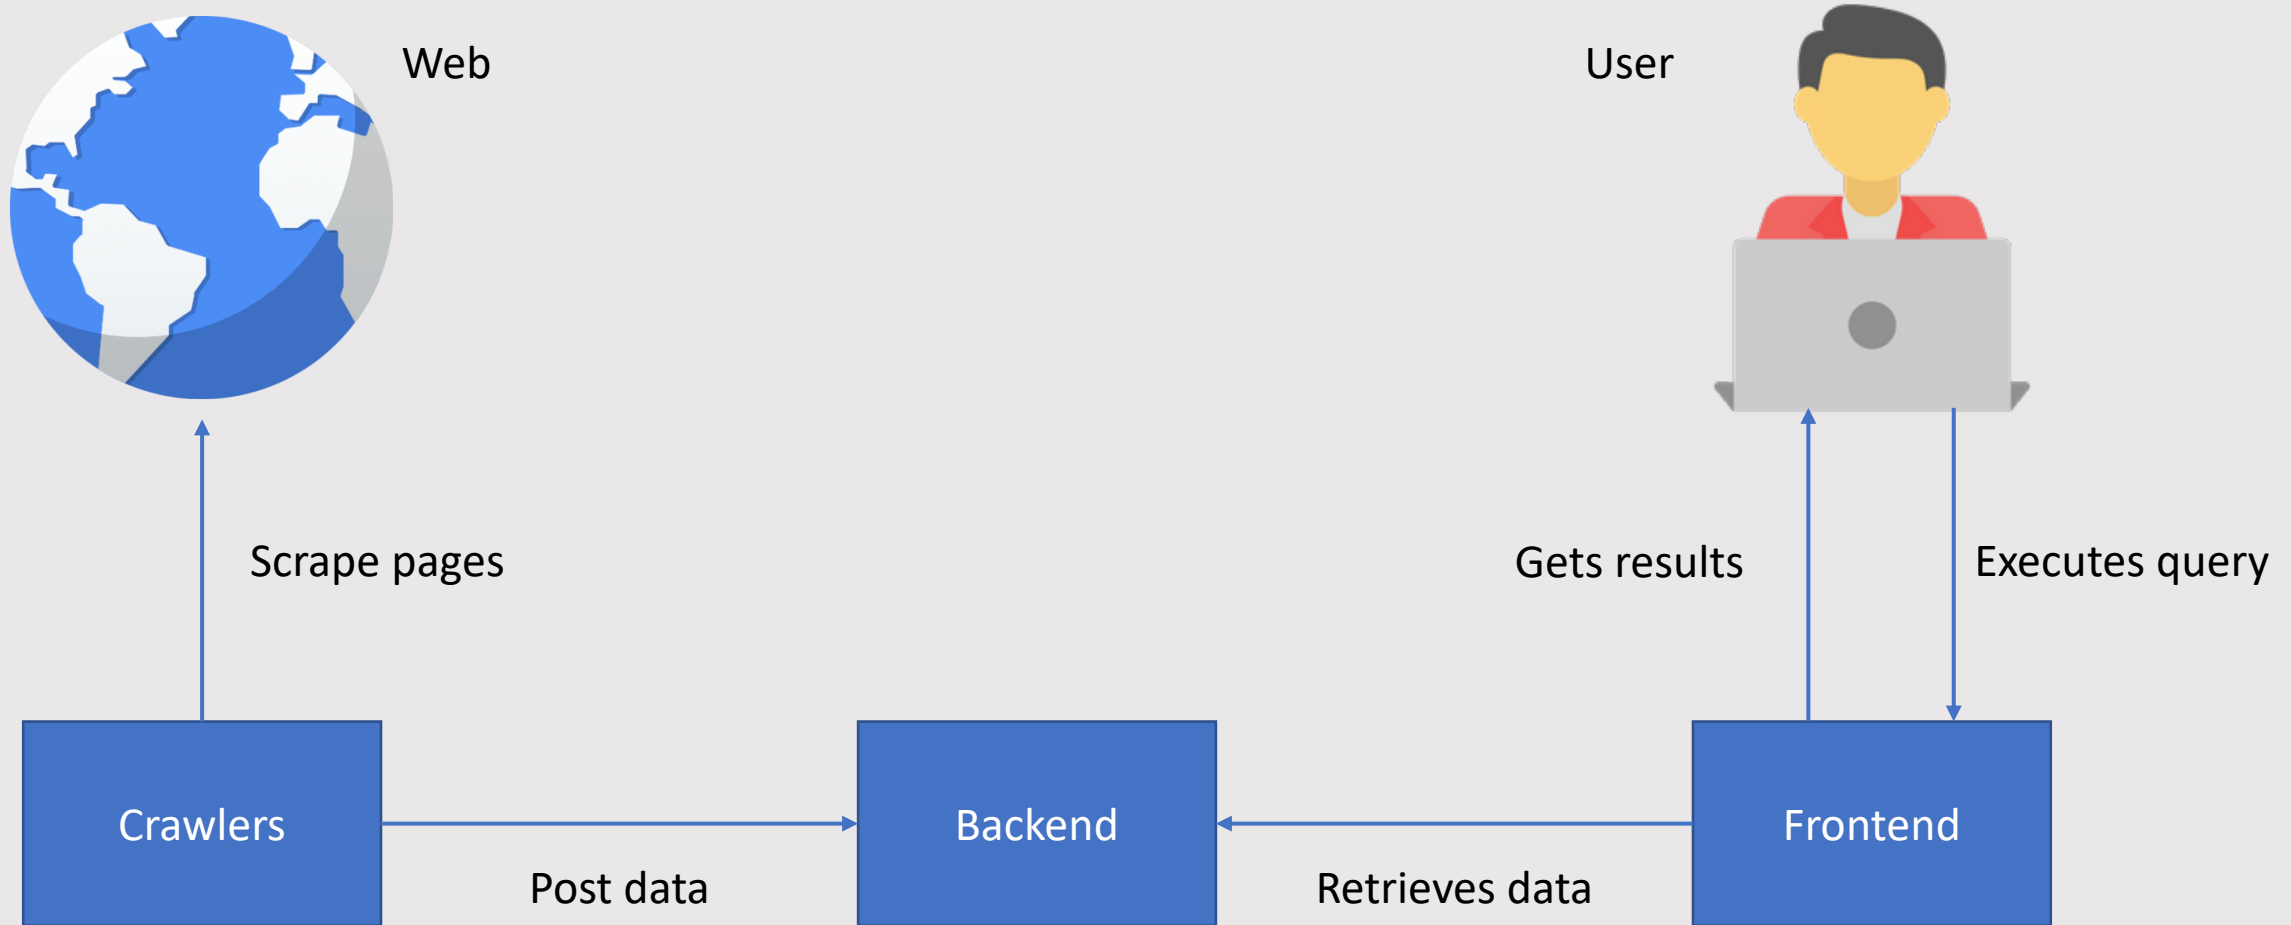 Web
User
Scrape pages
Gets results
Executes query
Crawlers
Backend
Frontend
Post data
Retrieves data